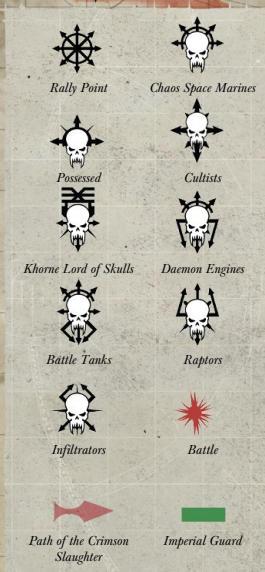 Rally Point
Chaos Space Marines
Possessed
Cultists
Khorne Lord of Skulls
Daemon Engines
Battle Tanks
Raptors
Infiltrators
Battle
Path of the Crimson
Slaughter
Imperial Guard